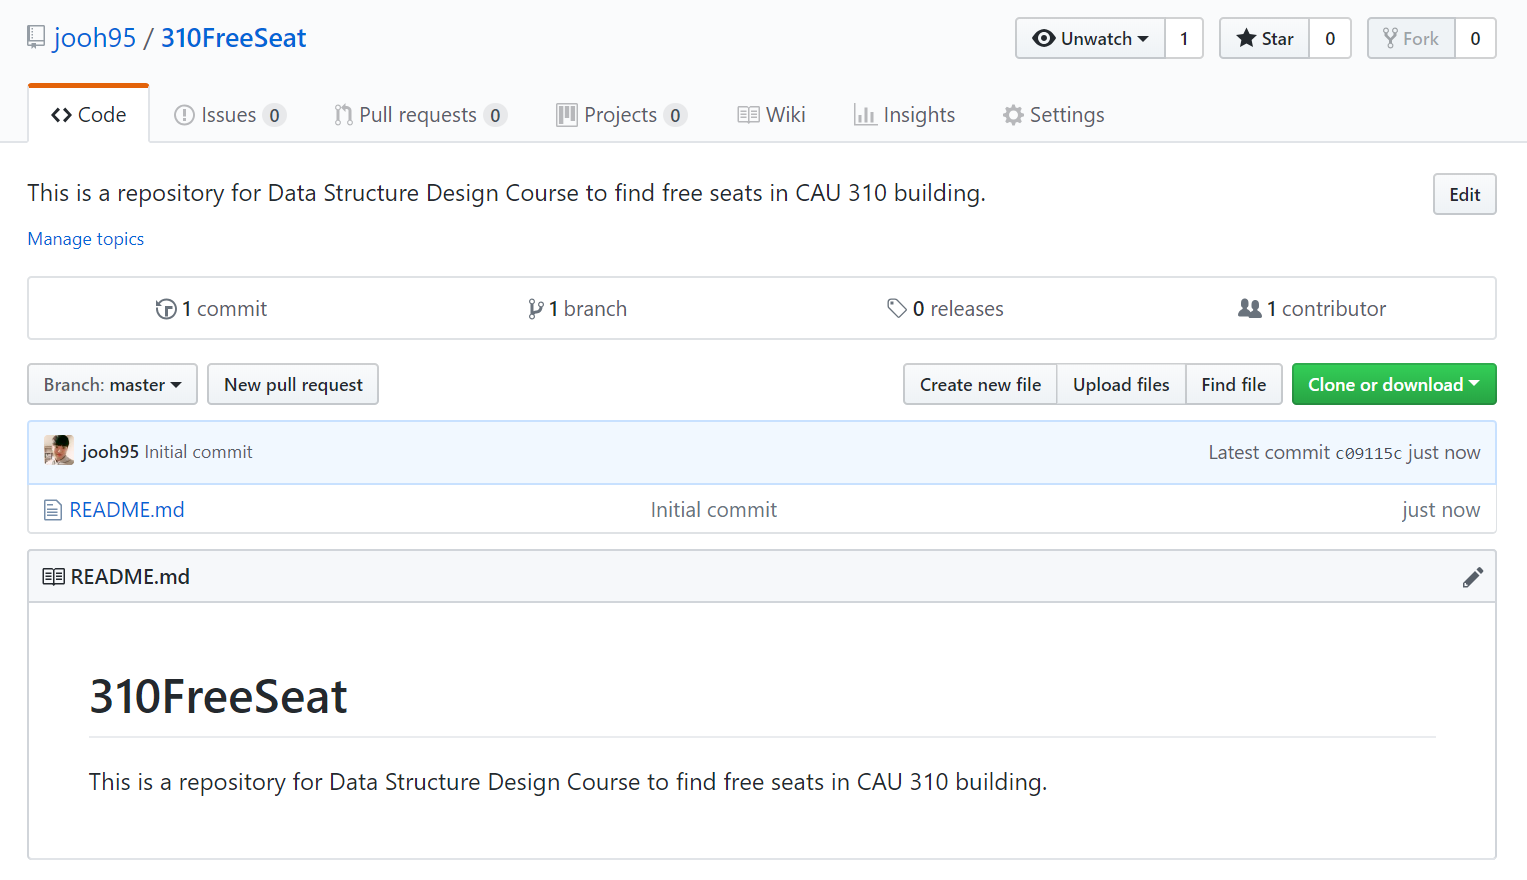 jooh95 / 310FreeSeat
Unwatch 1 Star 0 Fork 0
Code Issues 0 Pull requests 0 Projects 0 Wiki Insights Settings
This is a repository for Data Structure Design Course to find free seats in CAU 310 building.
Edit
Manage topics
1 commit 1 branch 0 releases 1 contributor
Branch: master New pull request Create new file Upload files Find file Clone or download
jooh95 Initial commit Latest commit c09115c just now
README.md Initial commit just now
README.md
310FreeSeat
This is a repository for Data Structure Design Course to find free seats in CAU 310 building.